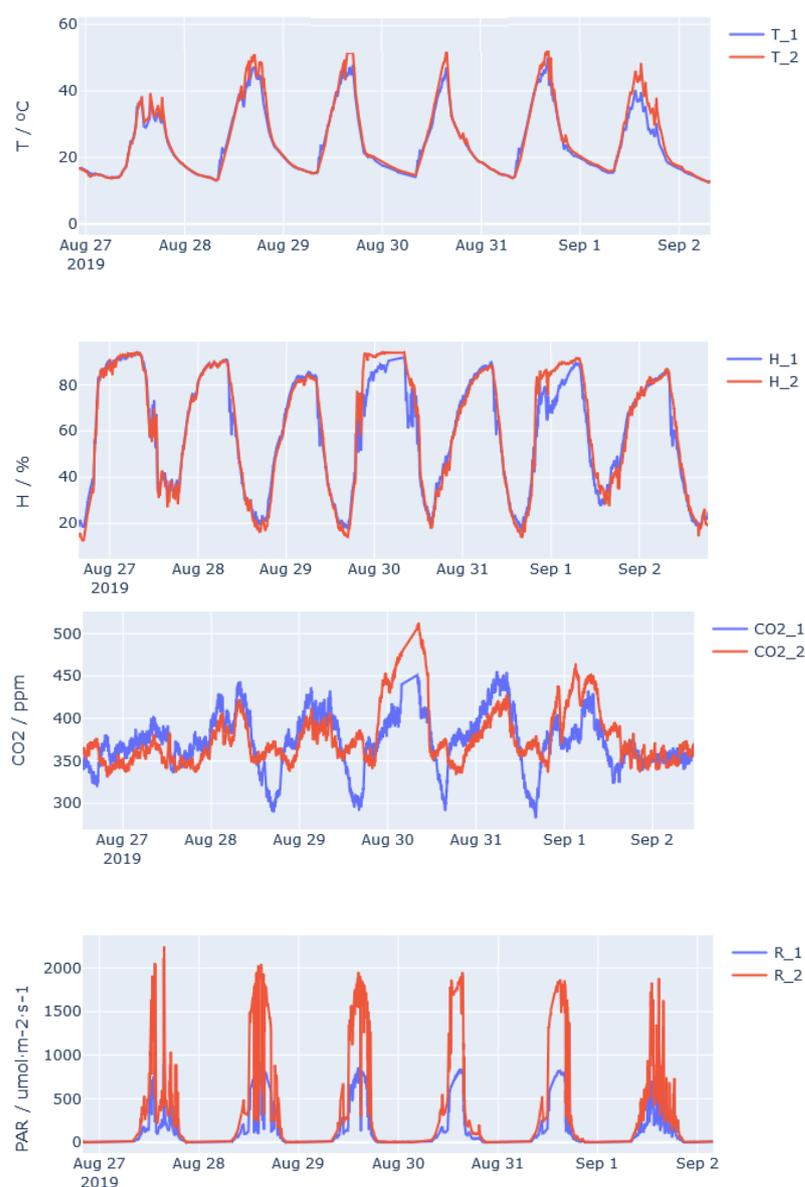 60
40
20
0
T / ºC
Aug 27 Aug 28 Aug 29 Aug 30 Aug 31 Sep 1 Sep 2
2019
T_1
T_2
80
60
40
20
H / %
Aug 27 Aug 28 Aug 29 Aug 30 Aug 31 Sep 1 Sep 2
2019
H_1
H_2
500
450
400
350
300
CO2 / ppm
Aug 27 Aug 28 Aug 29 Aug 30 Aug 31 Sep 1 Sep 2
2019
CO2_1
CO2_2
2000
1500
1000
500
0
PAR / umol·m-2·s-1
Aug 27 Aug 28 Aug 29 Aug 30 Aug 31 Sep 1 Sep 2
2019
R_1
R_2